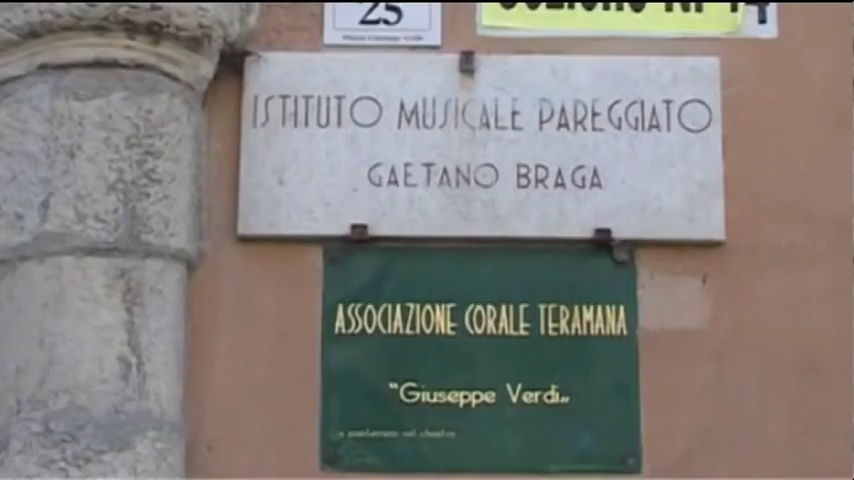 25
ISTITUTO MUSICALE PAREGGIATO
GAETANO BRAGA
ASSOCIAZIONE CORALE TERAMANA
"Giuseppe Verdi"